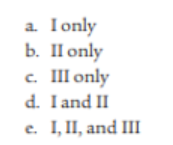 a. I only
b. II only
c. III only
d. I and II
e. I, II, and III